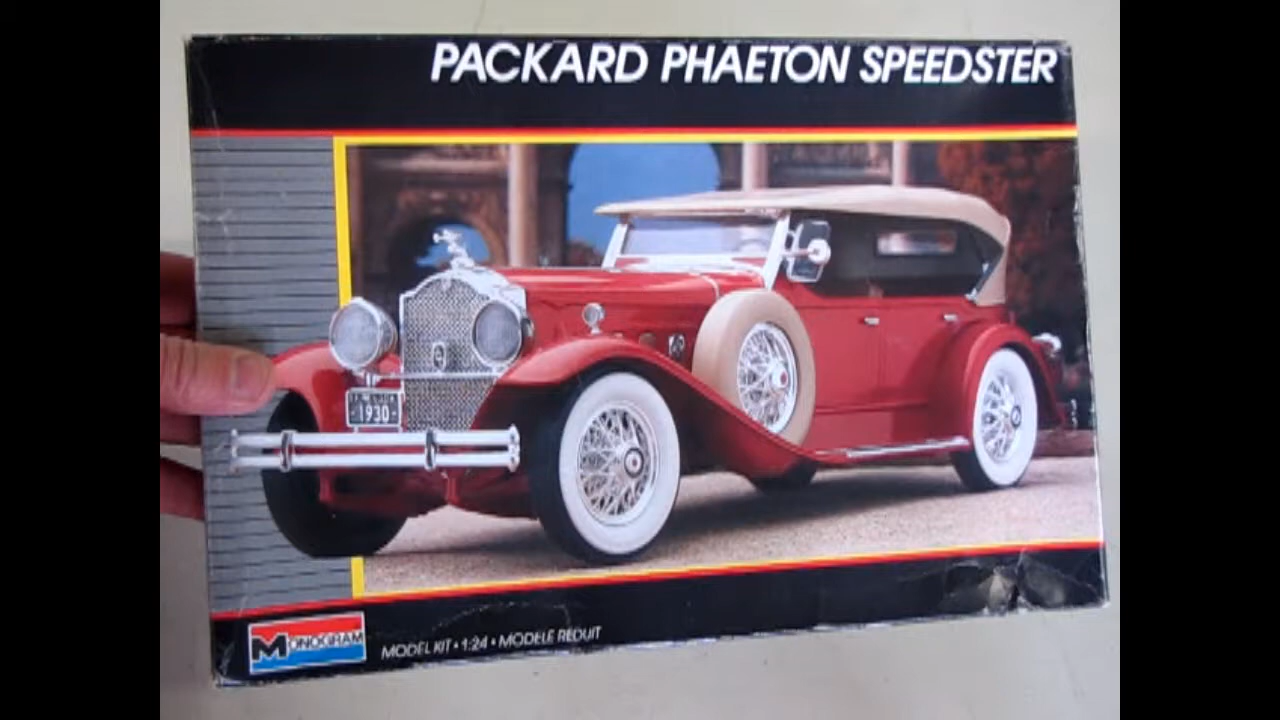 PACKARD PHAETON SPEEDSTER
1930
MONOGRAM
MODEL KIT • 1:24 • MODELE REDUIT